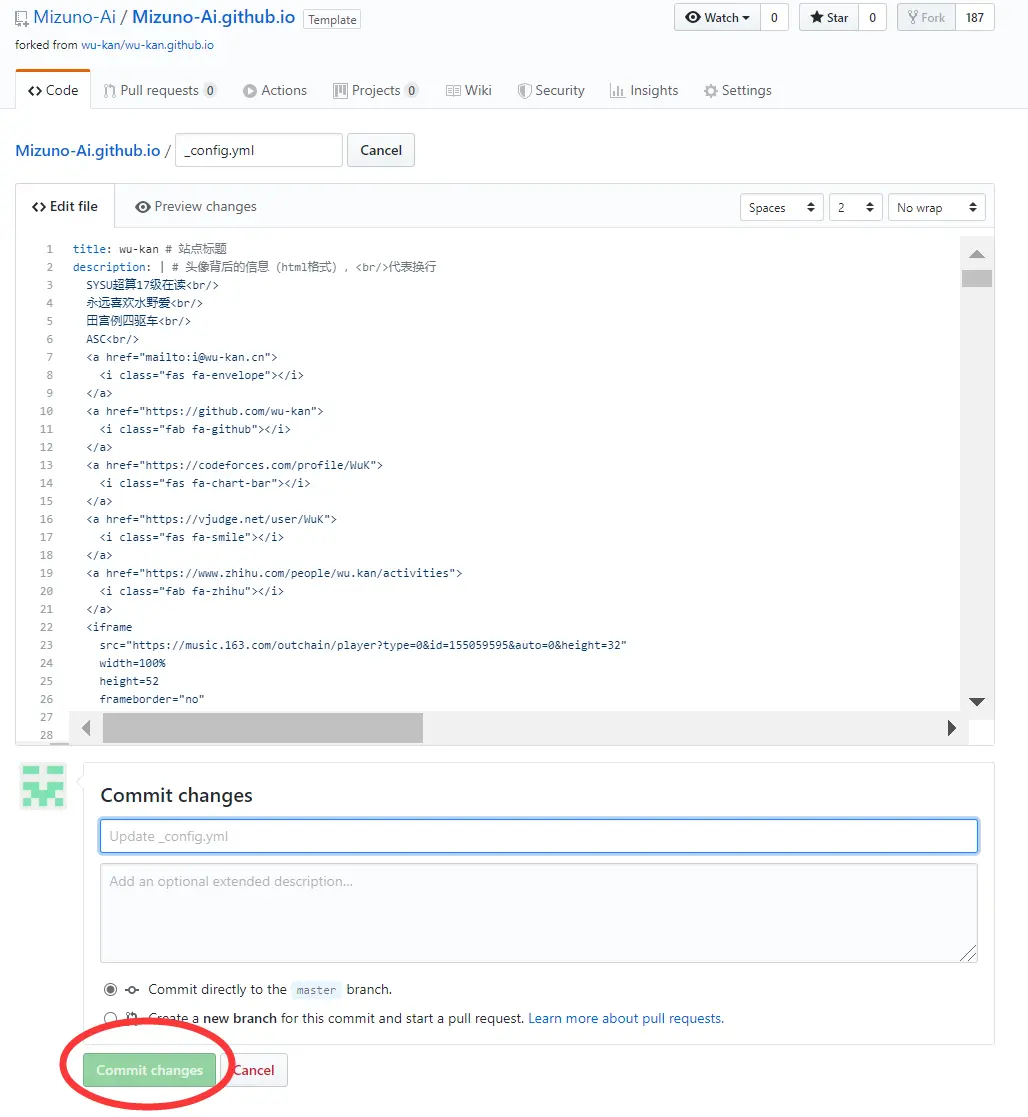 Mizuno-Ai / Mizuno-Ai.github.io Template
Watch 0 Star 0 Fork 187
forked from wu-kan/wu-kan.github.io
Code Pull requests 0 Actions Projects 0 Wiki Security Insights Settings
Mizuno-Ai.github.io / _config.yml Cancel
Edit file Preview changes Spaces 2 No wrap
1 title: wu-kan # 站点标题
2 description: | # 头像背后的信息（html格式）, <br/>代表换行
3 SYSU超算17级在读<br/>
4 永远喜欢水野爱<br/>
5 田宫例四驱车<br/>
6 ASC<br/>
7 <a href="mailto:i@wu-kan.cn">
8 <i class="fas fa-envelope"></i>
9 </a>
10 <a href="https://github.com/wu-kan">
11 <i class="fab fa-github"></i>
12 </a>
13 <a href="https://codeforces.com/profile/WuK">
14 <i class="fas fa-chart-bar"></i>
15 </a>
16 <a href="https://vjudge.net/user/WuK">
17 <i class="fas fa-smile"></i>
18 </a>
19 <a href="https://www.zhihu.com/people/wu.kan/activities">
20 <i class="fab fa-zhihu"></i>
21 </a>
22 <iframe
23 src="https://music.163.com/outchain/player?type=0&id=155059595&auto=0&height=32"
24 width=100%
25 height=52
26 frameborder="no"
27
28
Commit changes
Update _config.yml
Add an optional extended description...
Commit directly to the master branch.
Create a new branch for this commit and start a pull request. Learn more about pull requests.
Commit changes Cancel